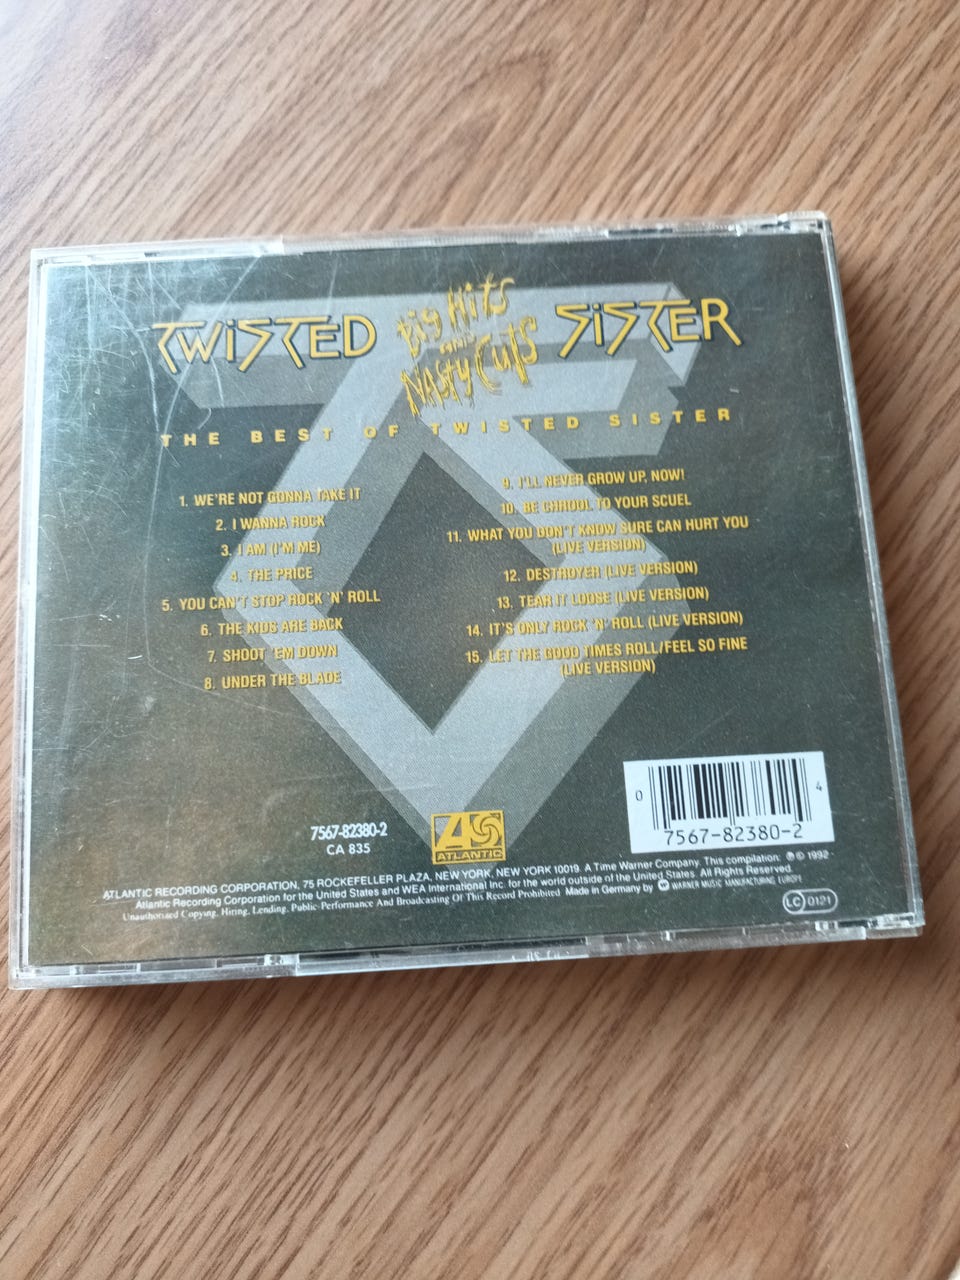 TWiSTED
Big Hits
AND
NAsty Cuts
SiSTER
THE BEST OF TWISTED SISTER
1. WE'RE NOT GONNA TAKE IT
2. I WANNA ROCK
3. I AM (I'M ME)
4. THE PRICE
5. YOU CAN'T STOP ROCK 'N' ROLL
6. THE KIDS ARE BACK
7. SHOOT 'EM DOWN
8. UNDER THE BLADE
9. I'LL NEVER GROW UP, NOW!
10. BE CHROOL TO YOUR SCUEL
11. WHAT YOU DON'T KNOW SURE CAN HURT YOU
(LIVE VERSION)
12. DESTROYER (LIVE VERSION)
13. TEAR IT LOOSE (LIVE VERSION)
14. IT'S ONLY ROCK 'N' ROLL (LIVE VERSION)
15. LET THE GOOD TIMES ROLL/FEEL SO FINE
(LIVE VERSION)
7567-82380-2
CA 835
ATLANTIC
0
4
7567-82380-2
ATLANTIC RECORDING CORPORATION, 75 ROCKEFELLER PLAZA, NEW YORK, NEW YORK 10019. A Time Warner Company. This compilation: ℗ © 1992
Atlantic Recording Corporation for the United States and WEA International Inc. for the world outside of the United States. All Rights Reserved.
Unauthorized Copying, Hiring, Lending, Public Performance And Broadcasting Of This Record Prohibited Made in Germany by WARNER MUSIC MANUFACTURING EUROPE
LC 0121